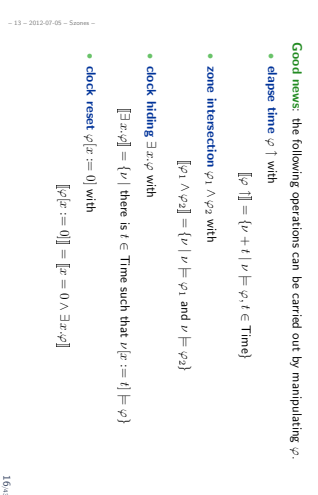 Good news: the following operations can be carried out by manipulating φ.
• elapse time φ ↑ with
⟦φ ↑⟧ = {ν + t | ν ⊨ φ, t ∈ Time}
• zone intersection φ₁ ∧ φ₂ with
⟦φ₁ ∧ φ₂⟧ = {ν | ν ⊨ φ₁ and ν ⊨ φ₂}
• clock hiding ∃ x.φ with
⟦∃ x.φ⟧ = {ν | there is t ∈ Time such that ν[x := t] ⊨ φ}
• clock reset φ[x := 0] with
⟦φ[x := 0]⟧ = ⟦x = 0 ∧ ∃ x.φ⟧
– 13 – 2012-07-05 – Szones –
16/43